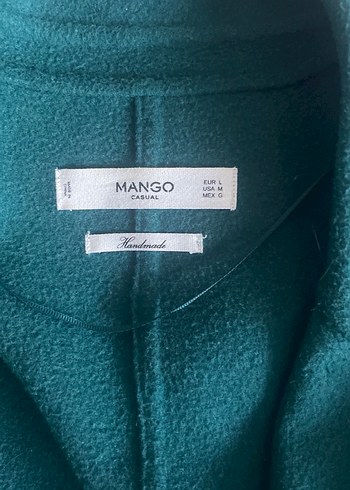 MANGO
CASUAL
EUR L
USA M
MEX G
Handmade